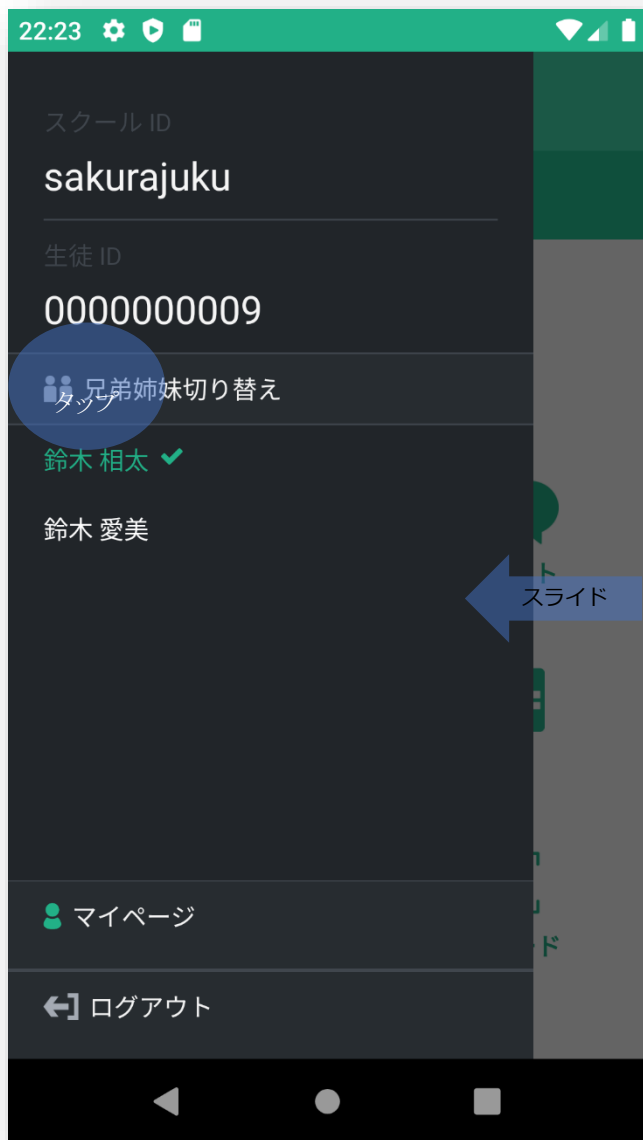 22:23
スクール ID
sakurajuku
生徒 ID
0000000009
兄弟姉妹切り替え
タップ
鈴木 相太
鈴木 愛美
ト
スライド
ド
マイページ
ログアウト